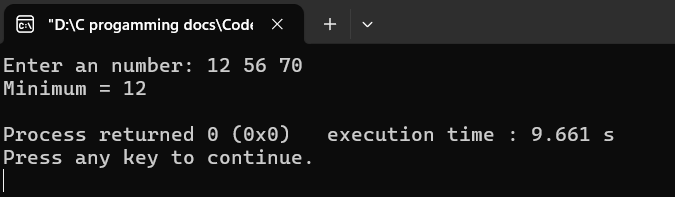 "D:\C progamming docs\Code
Enter an number: 12 56 70
Minimum = 12
Process returned 0 (0x0)   execution time : 9.661 s
Press any key to continue.